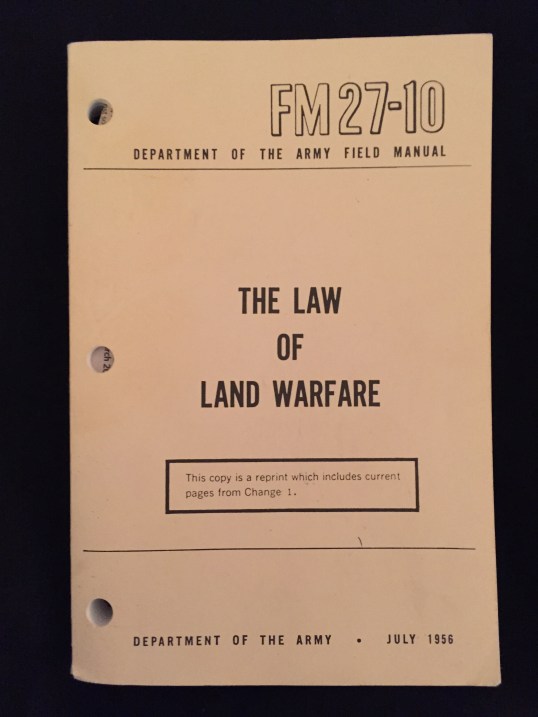 FM 27-10
DEPARTMENT OF THE ARMY FIELD MANUAL
THE LAW
OF
LAND WARFARE
This copy is a reprint which includes current
pages from Change 1.
DEPARTMENT OF THE ARMY • JULY 1956